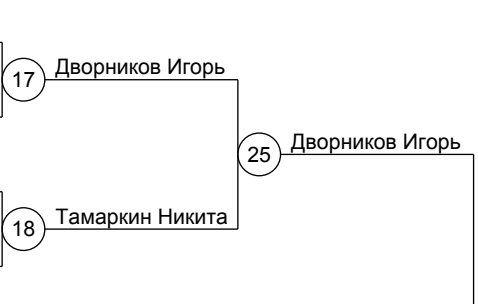 17 Дворников Игорь
25 Дворников Игорь
18 Тамаркин Никита